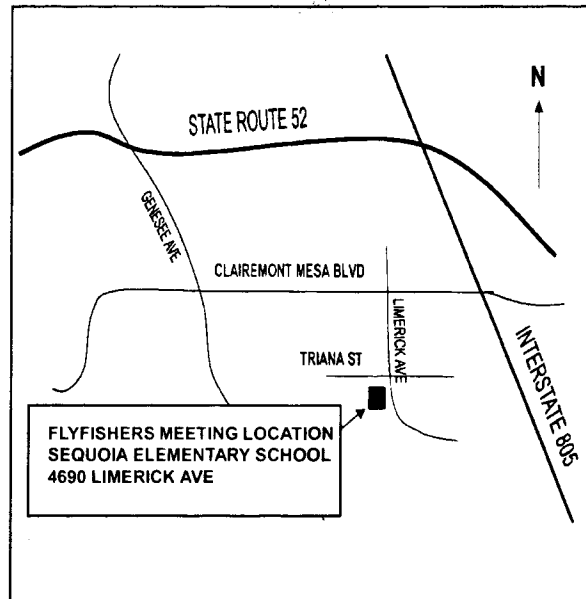 N
STATE ROUTE 52
GENESEE AVE
CLAIREMONT MESA BLVD
LIMERICK AVE
TRIANA ST
INTERSTATE 805
FLYFISHERS MEETING LOCATION
SEQUOIA ELEMENTARY SCHOOL
4690 LIMERICK AVE